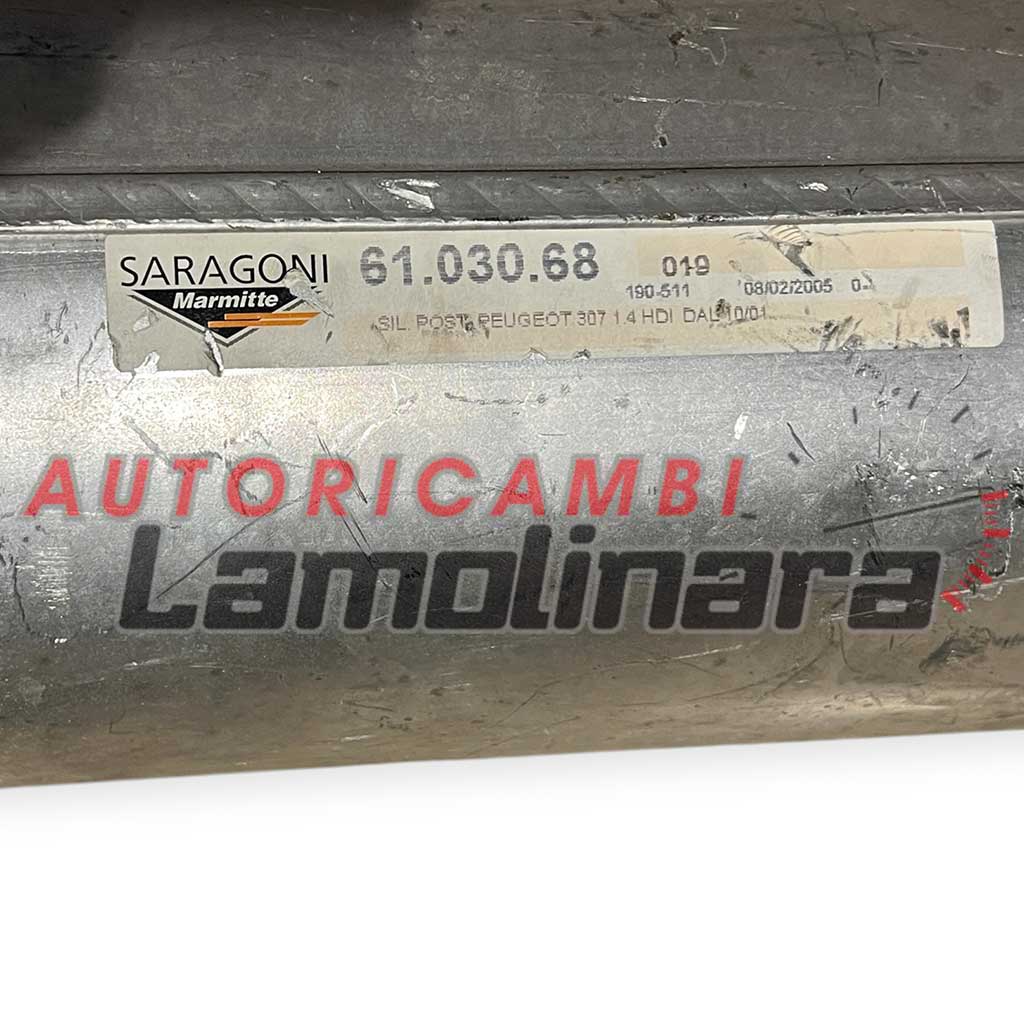 SARAGONI
Marmitte
61.030.68
019
190-511 08/02/2005
SIL. POST. PEUGEOT 307 1.4 HDI DAL 10/01
AUTORICAMBI
Lamolinara